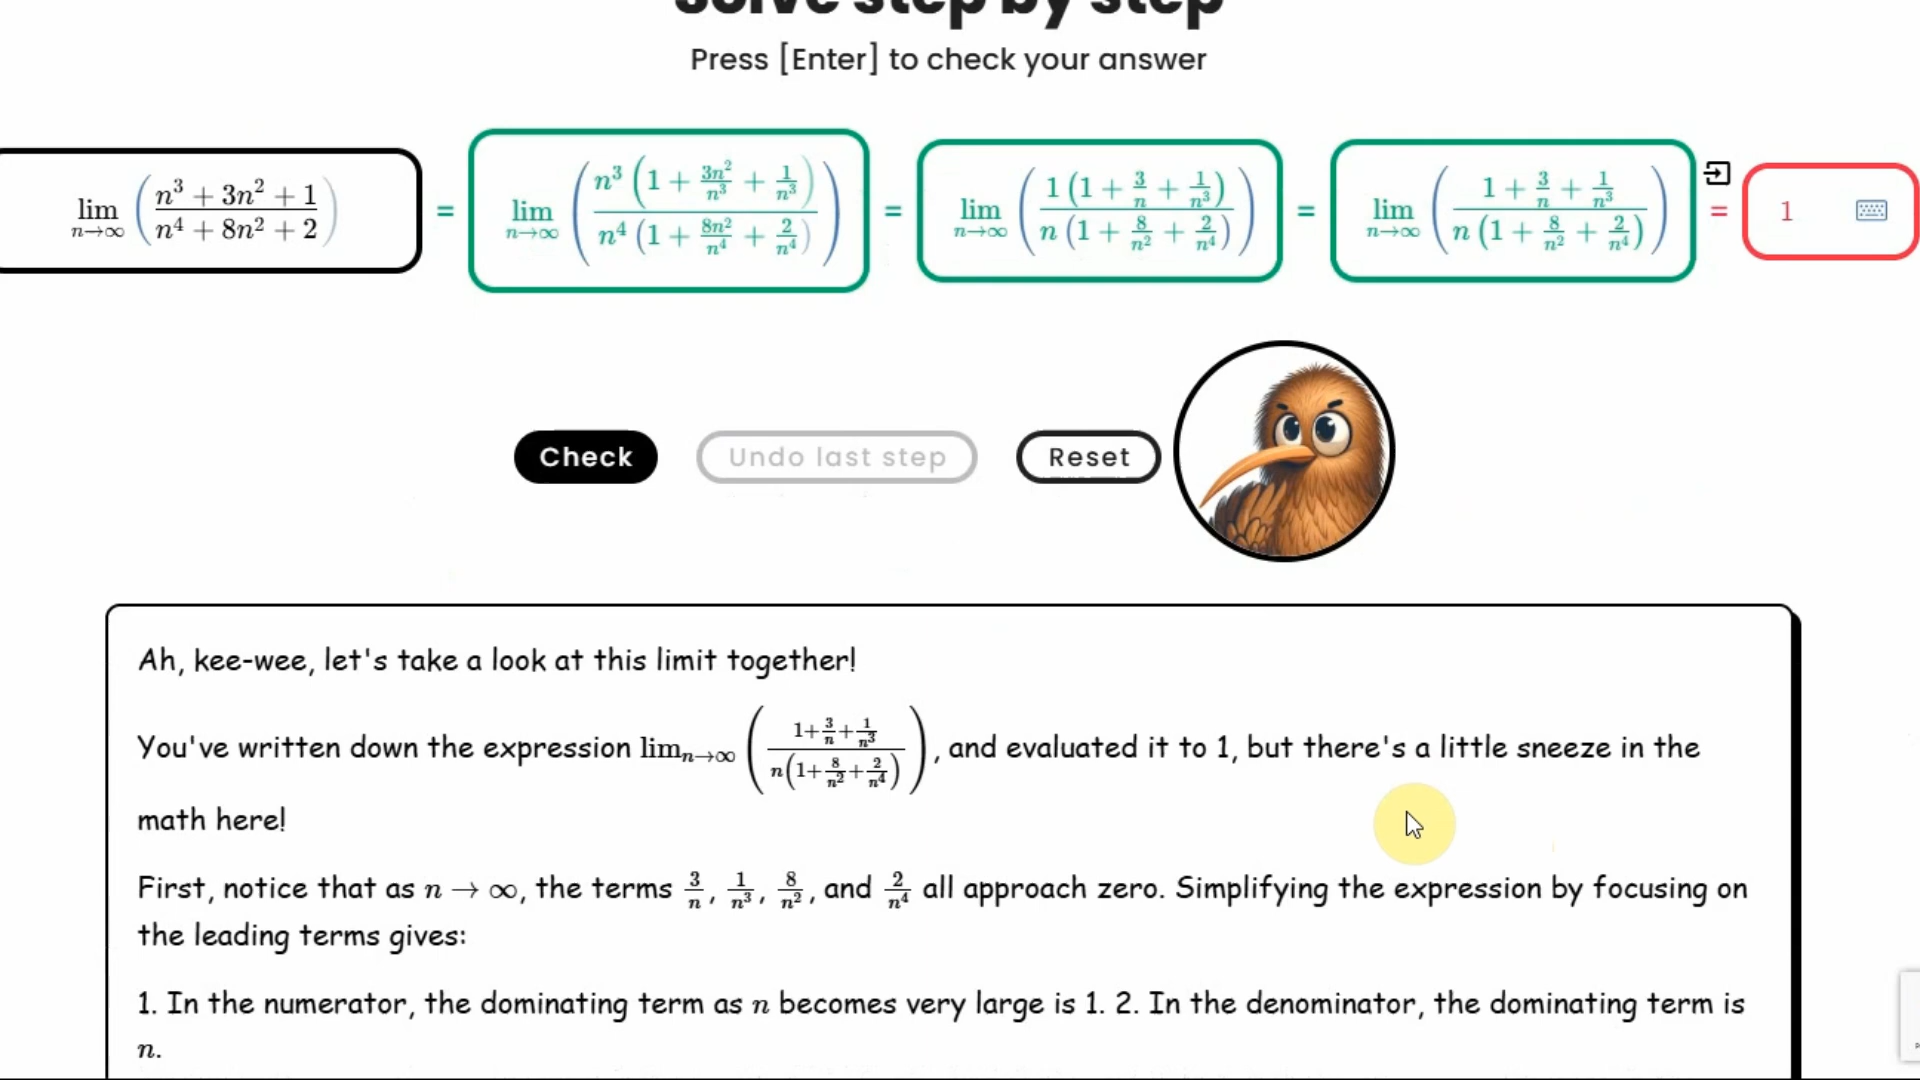 Solve step by step
Press [Enter] to check your answer
lim n→∞ ( (n³ + 3n² + 1) / (n⁴ + 8n² + 2) ) = lim n→∞ ( n³ (1 + 3n²/n³ + 1/n³) / n⁴ (1 + 8n²/n⁴ + 2/n⁴) ) = lim n→∞ ( 1 (1 + 3/n + 1/n³) / n (1 + 8/n² + 2/n⁴) ) = lim n→∞ ( (1 + 3/n + 1/n³) / n (1 + 8/n² + 2/n⁴) ) = 1
Check Undo last step Reset
Ah, kee-wee, let's take a look at this limit together!
You've written down the expression lim n→∞ ( (1+3/n+1/n³) / n(1+8/n²+2/n⁴) ), and evaluated it to 1, but there's a little sneeze in the
math here!
First, notice that as n → ∞, the terms 3/n, 1/n³, 8/n², and 2/n⁴ all approach zero. Simplifying the expression by focusing on
the leading terms gives:
1. In the numerator, the dominating term as n becomes very large is 1. 2. In the denominator, the dominating term is
n.